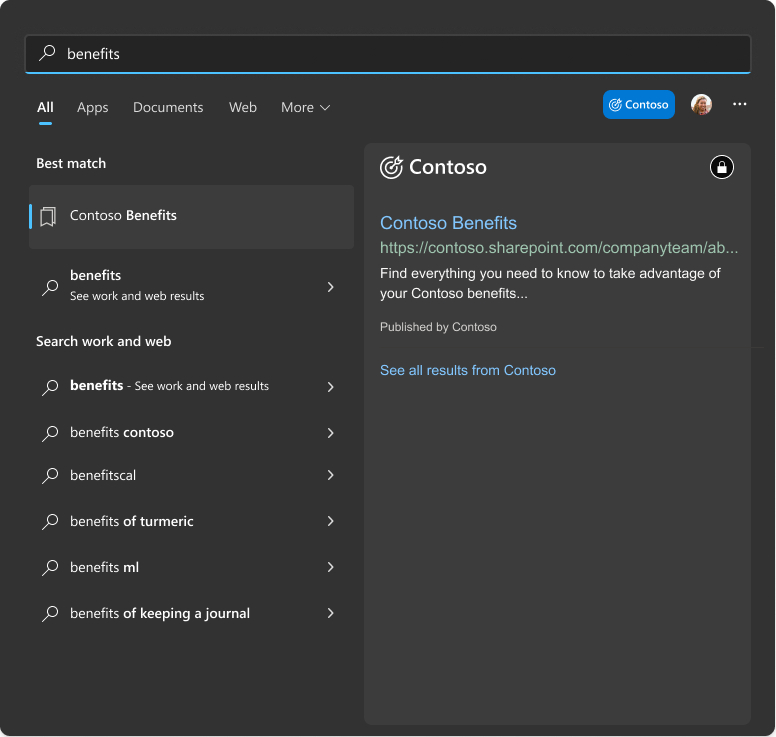 benefits
All Apps Documents Web More
Contoso
Best match
Contoso Benefits
benefits
See work and web results
Search work and web
benefits - See work and web results
benefits contoso
benefitscal
benefits of turmeric
benefits ml
benefits of keeping a journal
Contoso
Contoso Benefits
https://contoso.sharepoint.com/companyteam/ab...
Find everything you need to know to take advantage of
your Contoso benefits...
Published by Contoso
See all results from Contoso